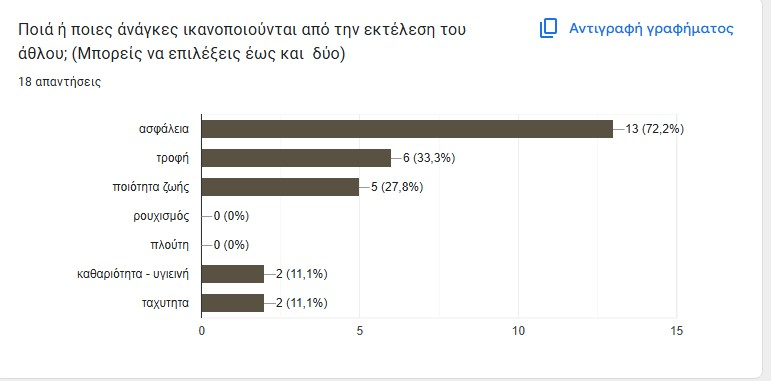 Ποιά ή ποιες άνάγκες ικανοποιούνται από την εκτέλεση του
άθλου; (Μπορείς να επιλέξεις έως και δύο)
Αντιγραφή γραφήματος
18 απαντήσεις
ασφάλεια 13 (72,2%)
τροφή 6 (33,3%)
ποιότητα ζωής 5 (27,8%)
ρουχισμός 0 (0%)
πλούτη 0 (0%)
καθαριότητα - υγιεινή 2 (11,1%)
ταχυτητα 2 (11,1%)
0 5 10 15